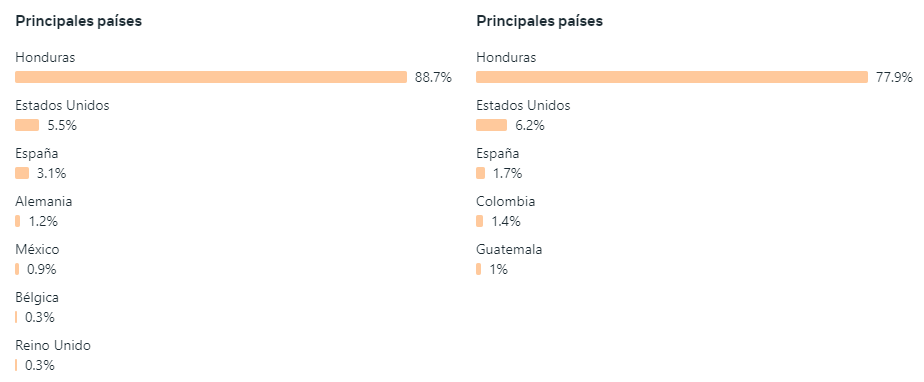 Principales países
Honduras
88.7%
Estados Unidos
5.5%
España
3.1%
Alemania
1.2%
México
0.9%
Bélgica
0.3%
Reino Unido
0.3%
Principales países
Honduras
77.9%
Estados Unidos
6.2%
España
1.7%
Colombia
1.4%
Guatemala
1%